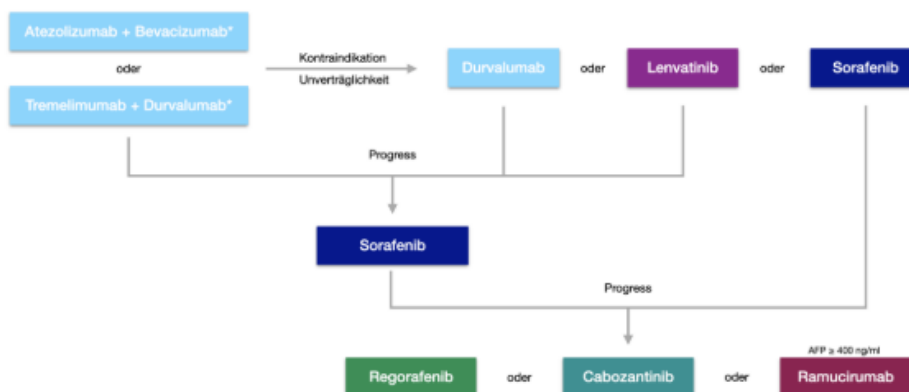 Atezolizumab + Bevacizumab*
oder
Tremelimumab + Durvalumab*
Kontraindikation
Unverträglichkeit
Durvalumab oder Lenvatinib oder Sorafenib
Progress
Sorafenib
Progress
AFP ≥ 400 ng/ml
Regorafenib oder Cabozantinib oder Ramucirumab